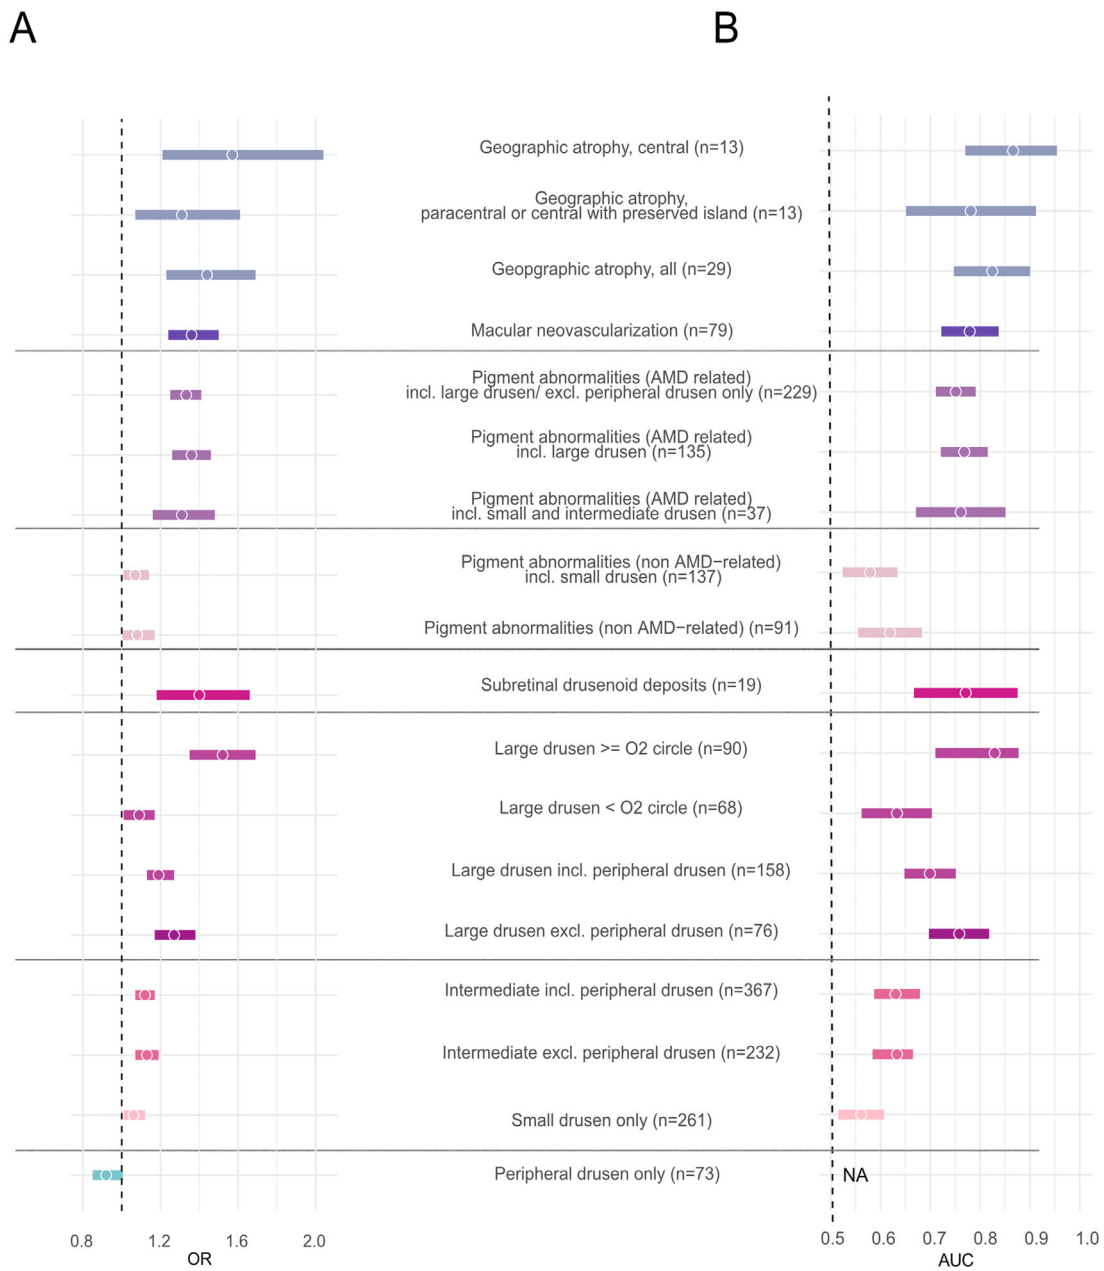 A
B
Geographic atrophy, central (n=13)
Geographic atrophy,
paracentral or central with preserved island (n=13)
Geopgraphic atrophy, all (n=29)
Macular neovascularization (n=79)
Pigment abnormalities (AMD related)
incl. large drusen/ excl. peripheral drusen only (n=229)
Pigment abnormalities (AMD related)
incl. large drusen (n=135)
Pigment abnormalities (AMD related)
incl. small and intermediate drusen (n=37)
Pigment abnormalities (non AMD−related)
incl. small drusen (n=137)
Pigment abnormalities (non AMD−related) (n=91)
Subretinal drusenoid deposits (n=19)
Large drusen >= O2 circle (n=90)
Large drusen < O2 circle (n=68)
Large drusen incl. peripheral drusen (n=158)
Large drusen excl. peripheral drusen (n=76)
Intermediate incl. peripheral drusen (n=367)
Intermediate excl. peripheral drusen (n=232)
Small drusen only (n=261)
Peripheral drusen only (n=73)
NA
0.8 1.2 1.6 2.0
OR
0.5 0.6 0.7 0.8 0.9 1.0
AUC